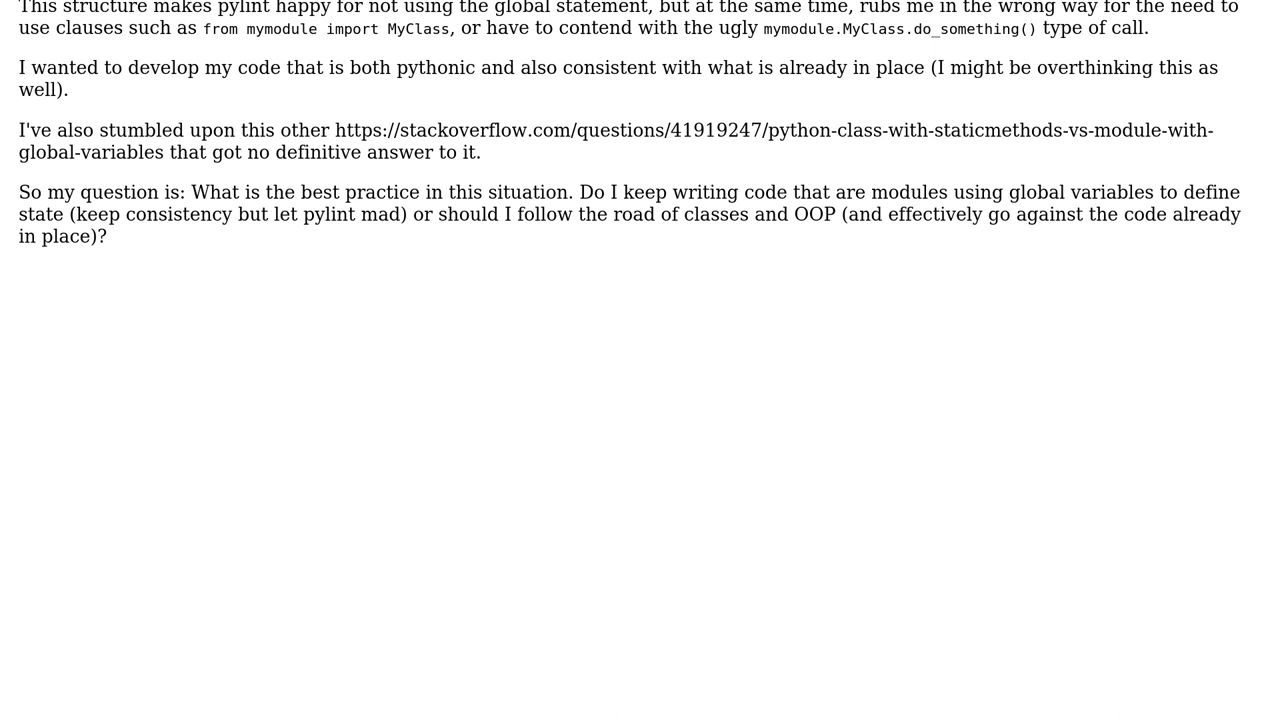 This structure makes pylint happy for not using the global statement, but at the same time, rubs me in the wrong way for the need to
use clauses such as from mymodule import MyClass, or have to contend with the ugly mymodule.MyClass.do_something() type of call.
I wanted to develop my code that is both pythonic and also consistent with what is already in place (I might be overthinking this as
well).
I've also stumbled upon this other https://stackoverflow.com/questions/41919247/python-class-with-staticmethods-vs-module-with-
global-variables that got no definitive answer to it.
So my question is: What is the best practice in this situation. Do I keep writing code that are modules using global variables to define
state (keep consistency but let pylint mad) or should I follow the road of classes and OOP (and effectively go against the code already
in place)?